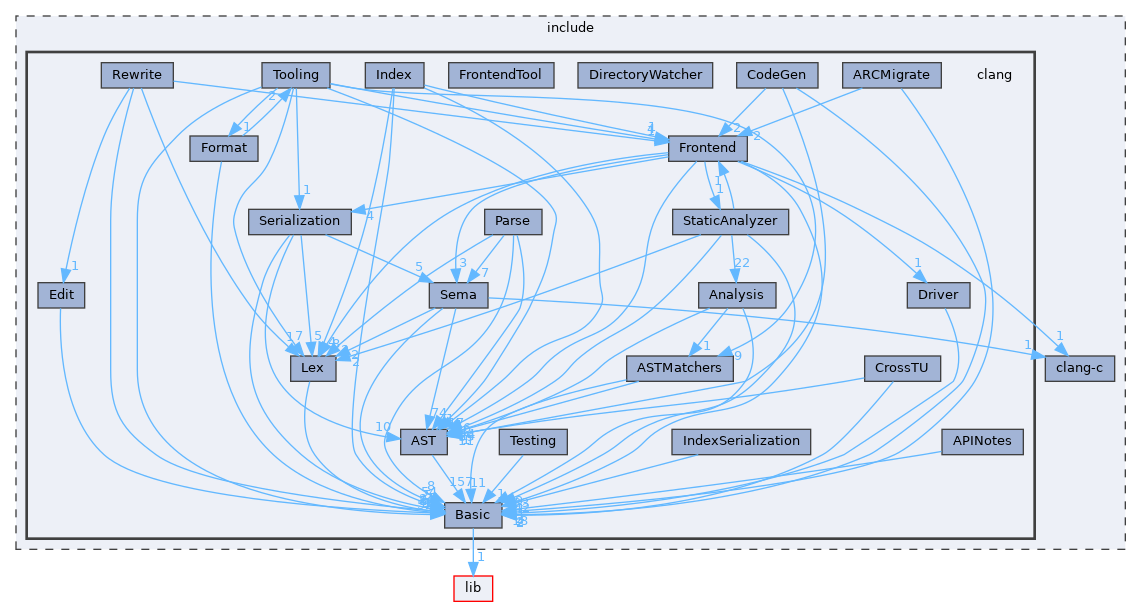 include
Rewrite
Tooling
Index
FrontendTool
DirectoryWatcher
CodeGen
ARCMigrate
clang
2
1
1
2
2
Format
Frontend
1
1
1
4
Serialization
Parse
StaticAnalyzer
1
5
3
7
22
1
Edit
Sema
Analysis
Driver
17
5
1
9
1
1
2
Lex
ASTMatchers
CrossTU
clang-c
10
74
AST
Testing
IndexSerialization
APINotes
8
157
11
1
Basic
1
lib